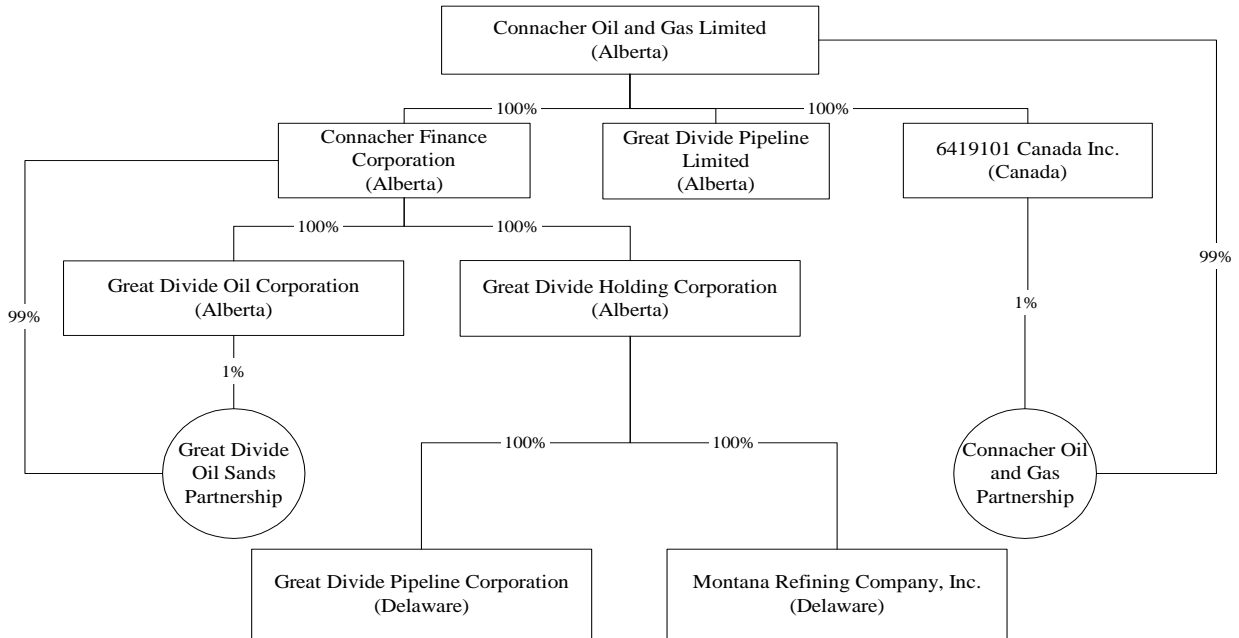 Connacher Oil and Gas Limited
(Alberta)
100%
100%
Connacher Finance
Corporation
(Alberta)
Great Divide Pipeline
Limited
(Alberta)
6419101 Canada Inc.
(Canada)
100%
100%
99%
Great Divide Oil Corporation
(Alberta)
Great Divide Holding Corporation
(Alberta)
99%
1%
1%
Great Divide
Oil Sands
Partnership
100%
100%
Connacher Oil
and Gas
Partnership
Great Divide Pipeline Corporation
(Delaware)
Montana Refining Company, Inc.
(Delaware)